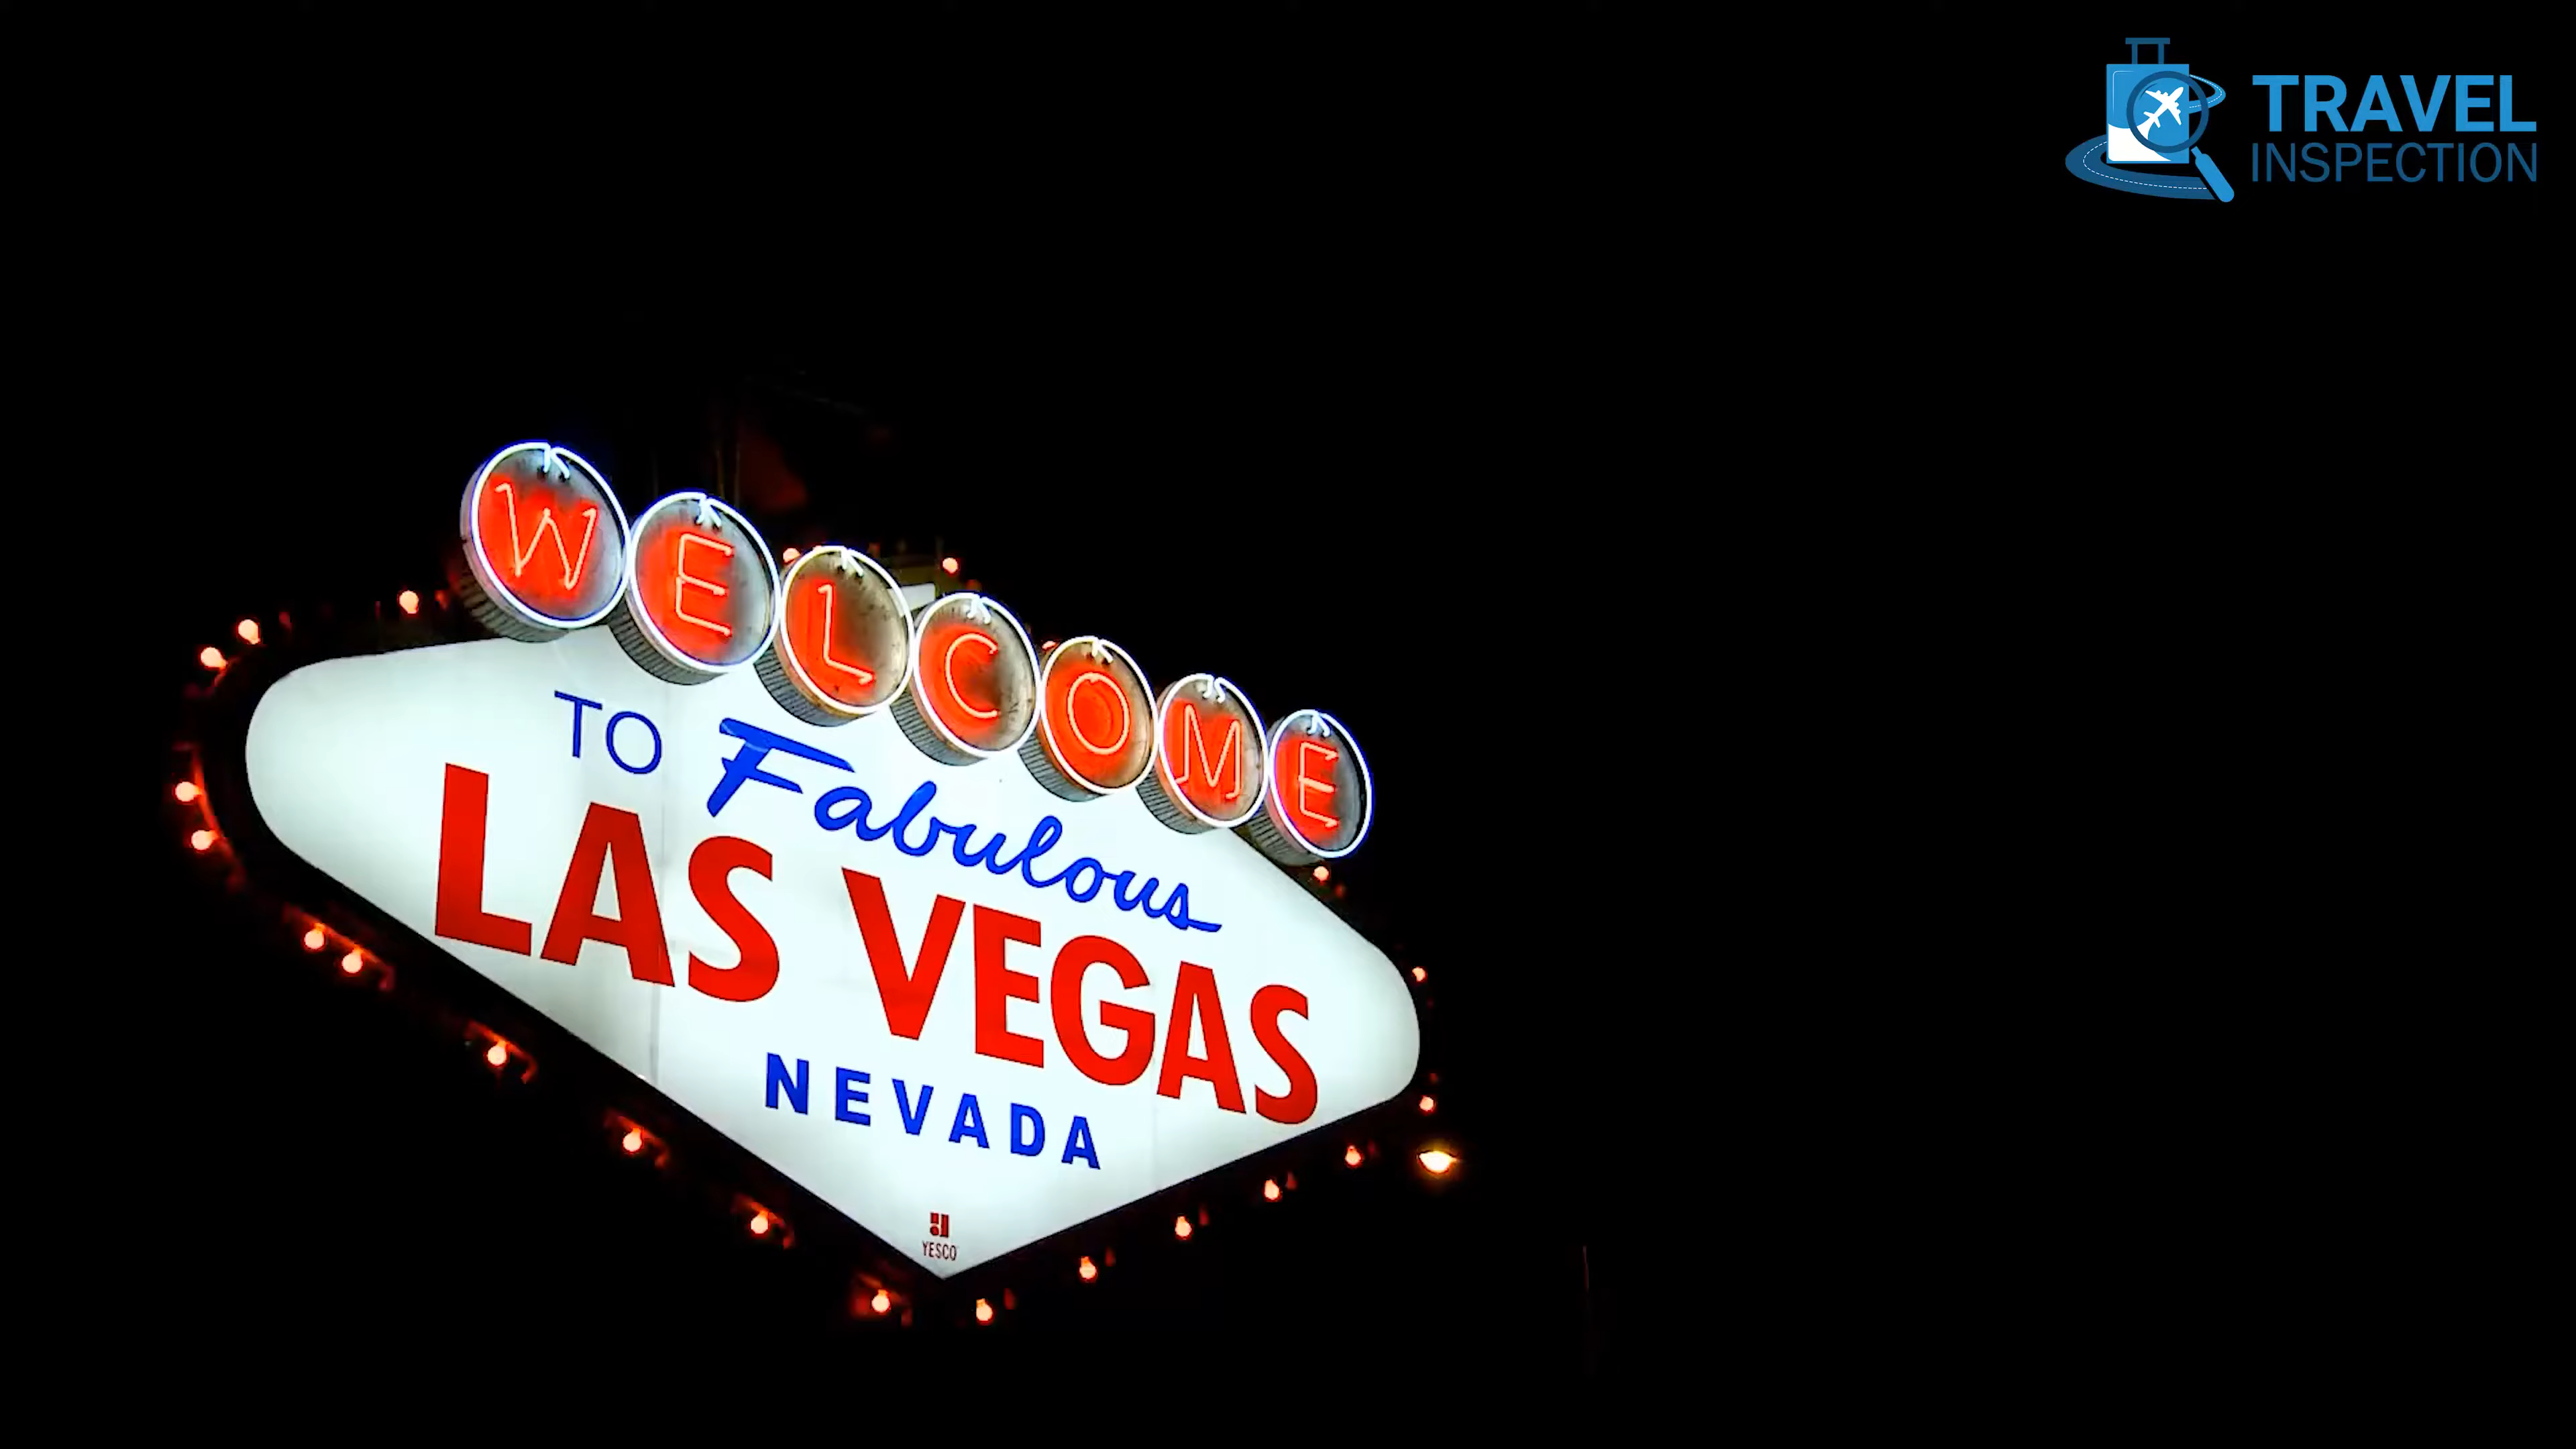 WELCOME
TO Fabulous
LAS VEGAS
NEVADA
YESCO
TRAVEL
INSPECTION